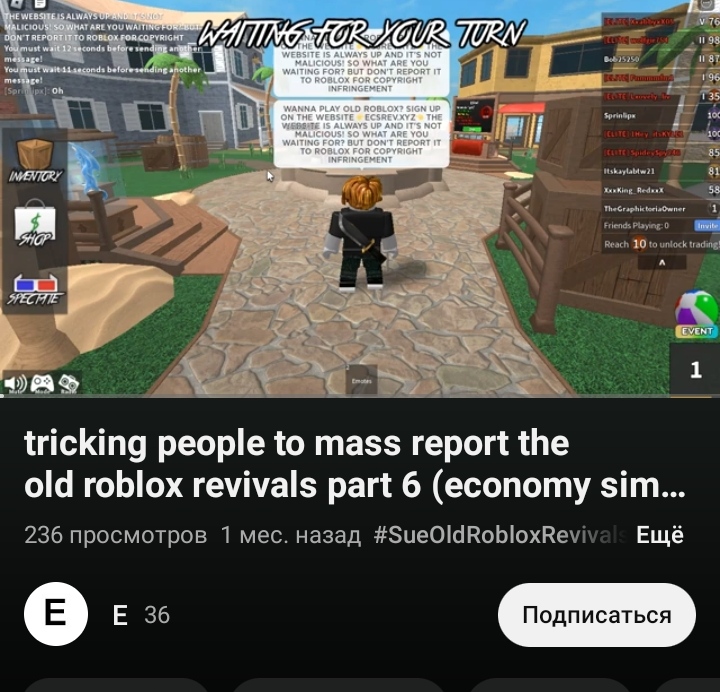 THE WEBSITE IS ALWAYS UP AND IT'S NOT
MALICIOUS! SO WHAT ARE YOU WAITING FOR? BUT
DON'T REPORT IT TO ROBLOX FOR COPYRIGHT
You must wait 12 seconds before sending another
message!
You must wait 11 seconds before sending another
message!
[Sprinlipx]: Oh
WAITING FOR YOUR TURN
WEBSITE IS ALWAYS UP AND IT'S NOT
MALICIOUS! SO WHAT ARE YOU
WAITING FOR? BUT DON'T REPORT IT
TO ROBLOX FOR COPYRIGHT
INFRINGEMENT
WANNA PLAY OLD ROBLOX? SIGN UP
ON THE WEBSITE ECSREV.XYZ THE
WEBSITE IS ALWAYS UP AND IT'S NOT
MALICIOUS! SO WHAT ARE YOU
WAITING FOR? BUT DON'T REPORT IT
TO ROBLOX FOR COPYRIGHT
INFRINGEMENT
INVENTORY
SHOP
SPECTATE
V 76
II 98
Bob25250 II 87
I 96
I 35
Sprinlipx 100
[ELITE] 100
[ELITE] 85
Itskaylabtw21 81
XxxKing_RedxxX 58
TheGraphictoriaOwner 1
Friends Playing: 0 Invite
Reach 10 to unlock trading!
EVENT
1
Emotes
tricking people to mass report the
old roblox revivals part 6 (economy sim...
236 просмотров 1 мес. назад #SueOldRobloxRevivals Ещё
E E 36 Подписаться